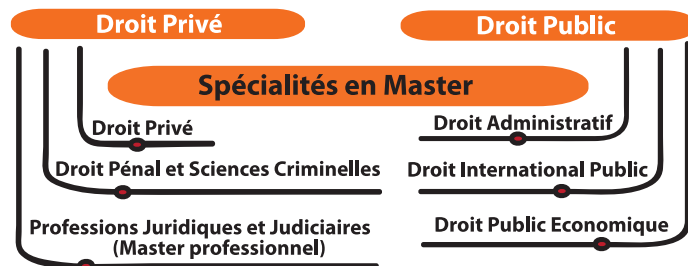 Droit Privé
Droit Public
Spécialités en Master
Droit Privé
Droit Administratif
Droit Pénal et Sciences Criminelles
Droit International Public
Professions Juridiques et Judiciaires
(Master professionnel)
Droit Public Economique